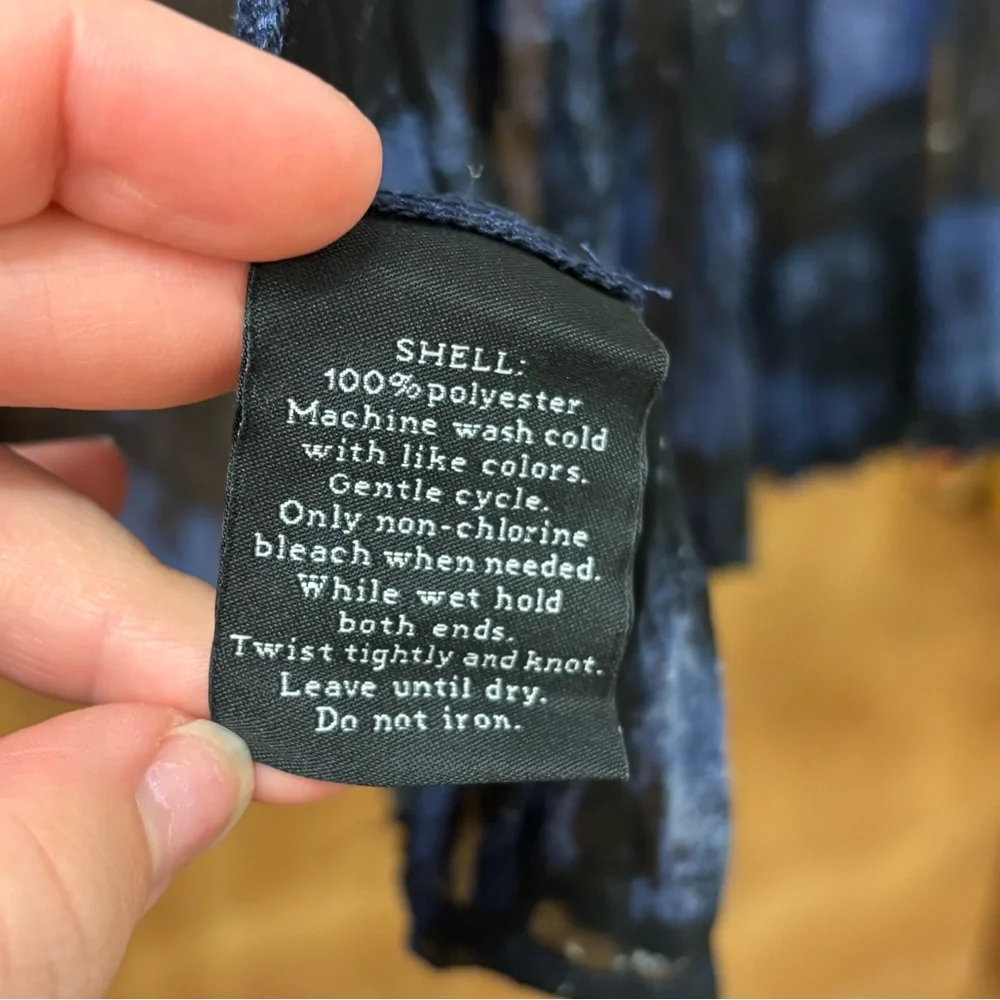 SHELL:
100% polyester
Machine wash cold
with like colors.
Gentle cycle.
Only non-chlorine
bleach when needed.
While wet hold
both ends.
Twist tightly and knot.
Leave until dry.
Do not iron.